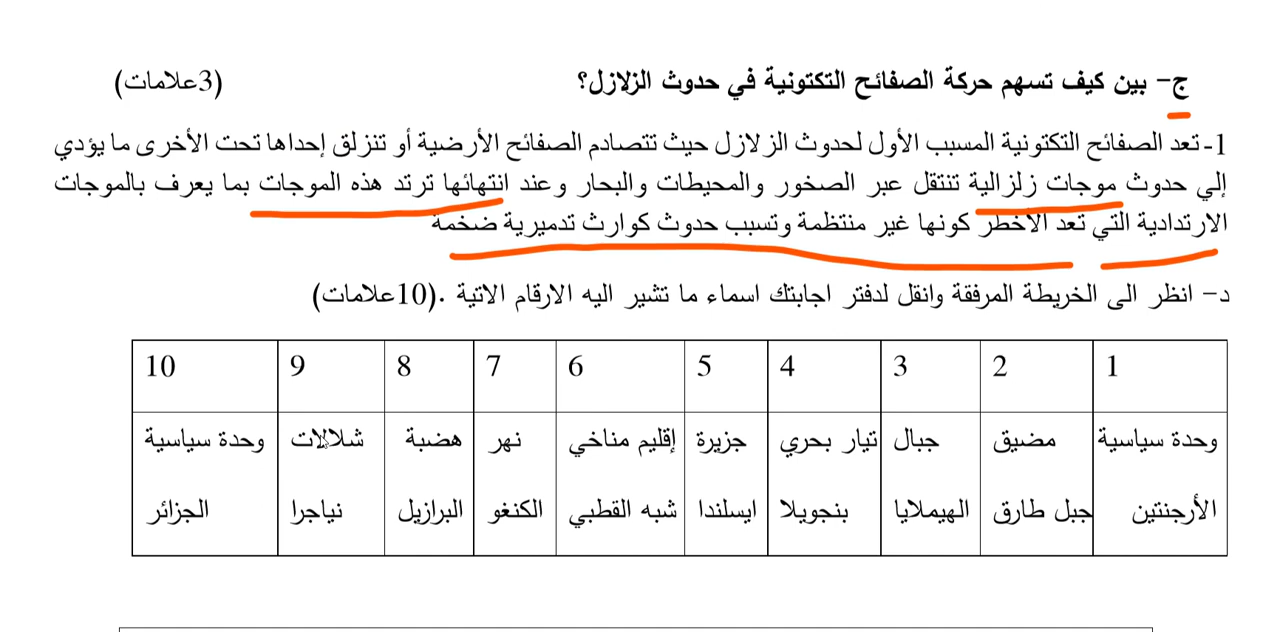 ج- بين كيف تسهم حركة الصفائح التكتونية في حدوث الزلازل؟ (3علامات)
1-تعد الصفائح التكتونية المسبب الأول لحدوث الزلازل حيث تتصادم الصفائح الأرضية أو تنزلق إحداها تحت الأخرى ما يؤدي
إلي حدوث موجات زلزالية تنتقل عبر الصخور والمحيطات والبحار وعند انتهائها ترتد هذه الموجات بما يعرف بالموجات
الارتدادية التي تعد الأخطر كونها غير منتظمة وتسبب حدوث كوارث تدميرية ضخمة
د- انظر الى الخريطة المرفقة وانقل لدفتر اجابتك اسماء ما تشير اليه الارقام الاتية .(10علامات)
1 2 3 4 5 6 7 8 9 10
وحدة سياسية مضيق جبال تيار بحري جزيرة إقليم مناخي نهر هضبة شلالات وحدة سياسية
الأرجنتين جبل طارق الهيملايا بنجويلا ايسلندا شبه القطبي الكنغو البرازيل نياجرا الجزائر